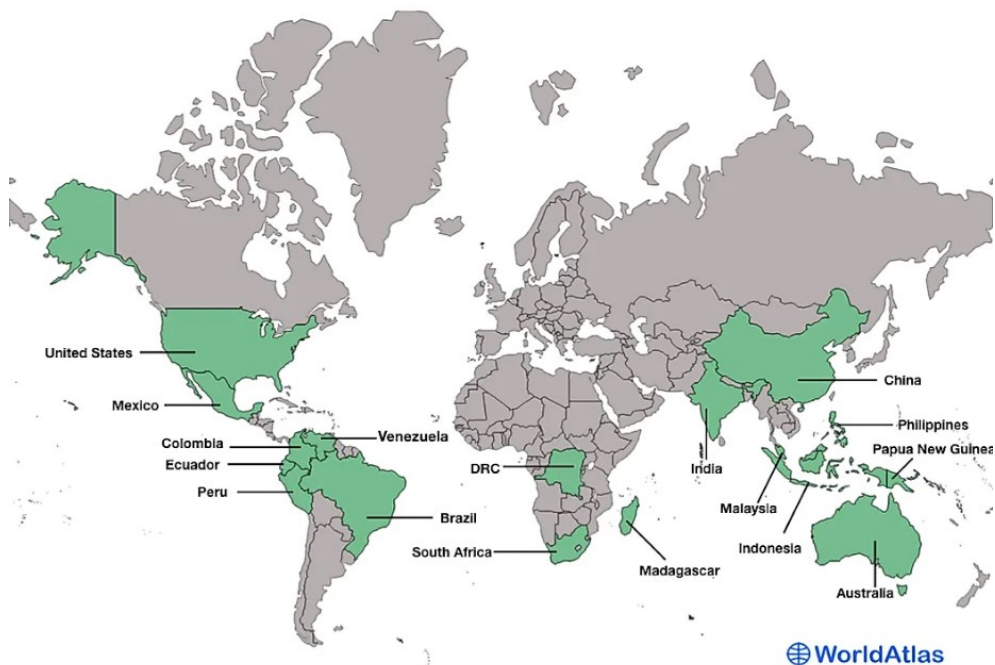 United States
Mexico
Colombia
Venezuela
Ecuador
Peru
Brazil
DRC
South Africa
Madagascar
India
China
Philippines
Papua New Guinea
Malaysia
Indonesia
Australia
WorldAtlas